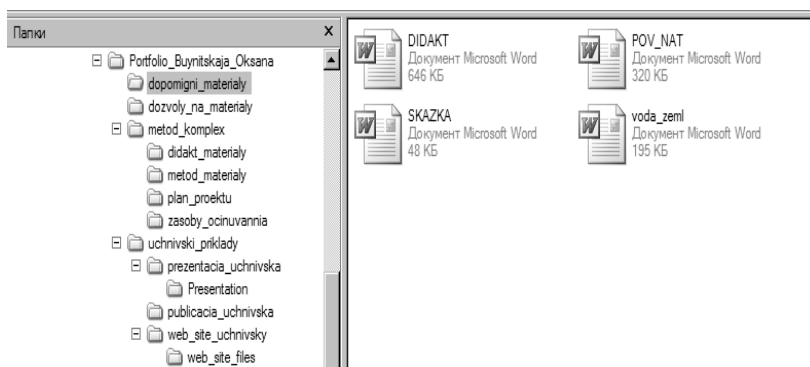 Папки x
Portfolio_Buynitskaja_Oksana
dopomigni_materialy
dozvoly_na_materialy
metod_komplex
didakt_materialy
metod_materialy
plan_proektu
zasoby_ocinuvannia
uchnivski_priklady
prezentacia_uchnivska
Presentation
publicacia_uchnivska
web_site_uchnivsky
web_site_files
DIDAKT
Документ Microsoft Word
646 КБ
POV_NAT
Документ Microsoft Word
320 КБ
SKAZKA
Документ Microsoft Word
48 КБ
voda_zeml
Документ Microsoft Word
195 КБ